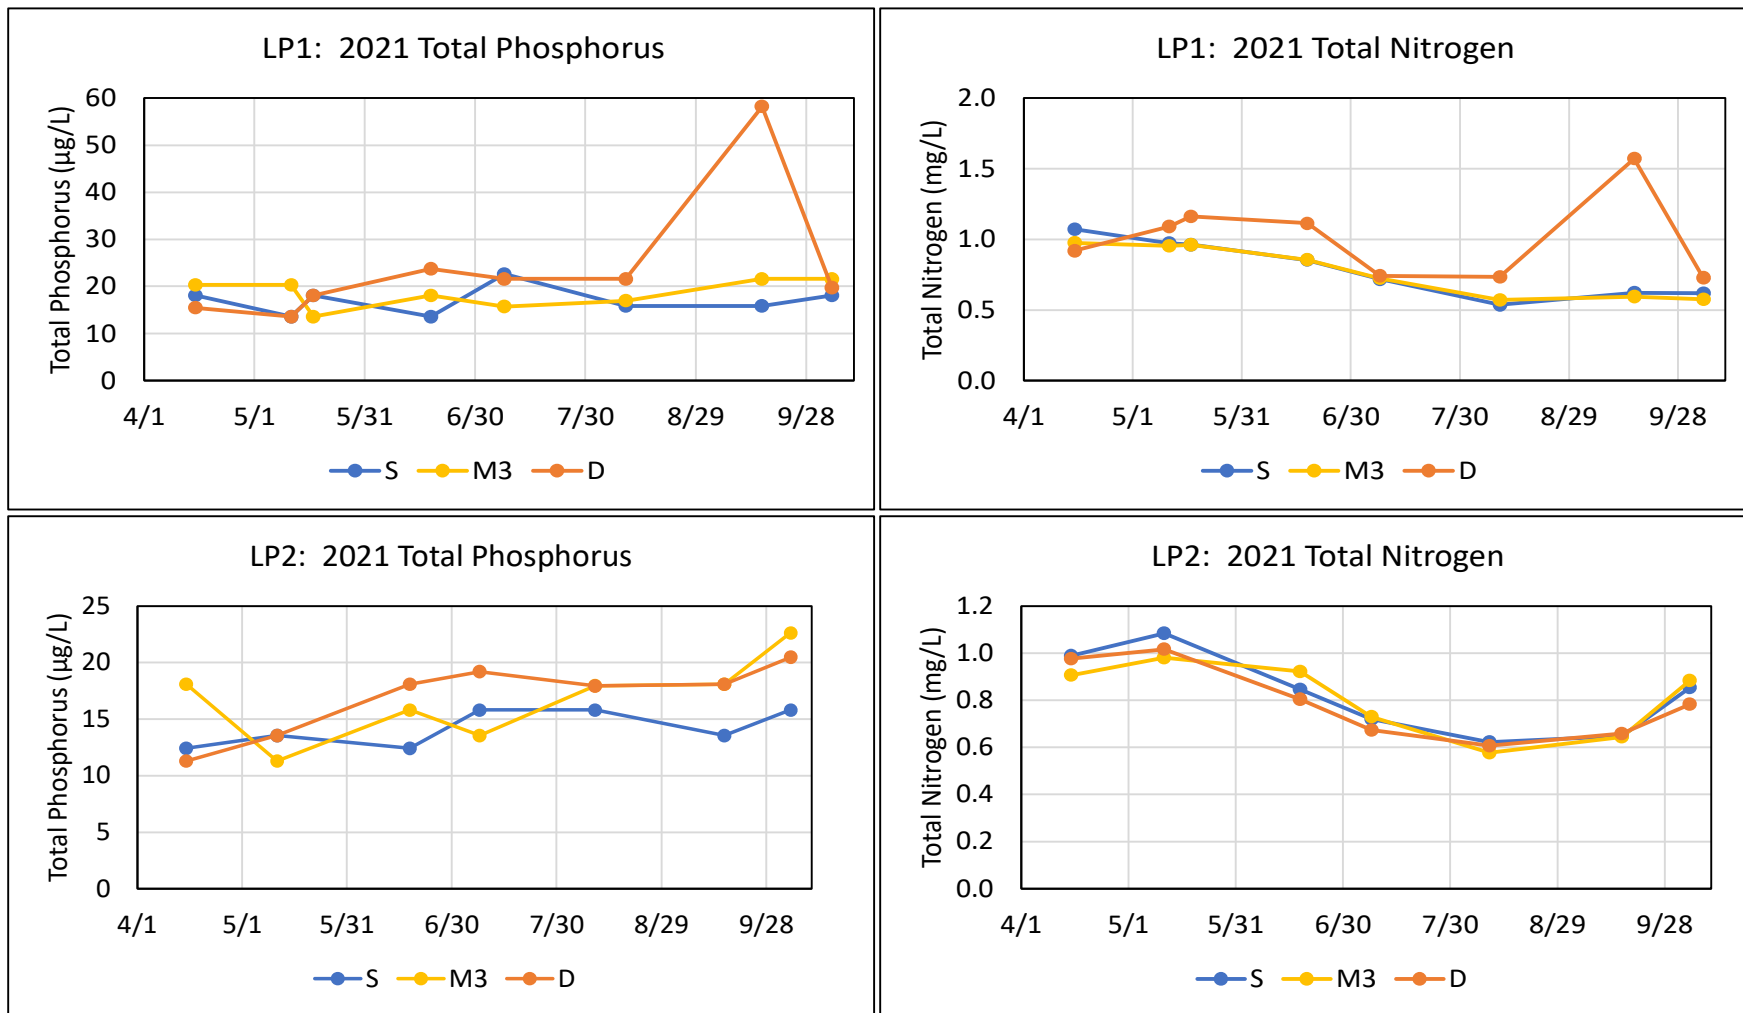 LP1:  2021 Total Phosphorus
Total Phosphorus (µg/L)
60
50
40
30
20
10
0
4/1 5/1 5/31 6/30 7/30 8/29 9/28
S M3 D
LP1:  2021 Total Nitrogen
Total Nitrogen (mg/L)
2.0
1.5
1.0
0.5
0.0
4/1 5/1 5/31 6/30 7/30 8/29 9/28
S M3 D
LP2:  2021 Total Phosphorus
Total Phosphorus (µg/L)
25
20
15
10
5
0
4/1 5/1 5/31 6/30 7/30 8/29 9/28
S M3 D
LP2:  2021 Total Nitrogen
Total Nitrogen (mg/L)
1.2
1.0
0.8
0.6
0.4
0.2
0.0
4/1 5/1 5/31 6/30 7/30 8/29 9/28
S M3 D